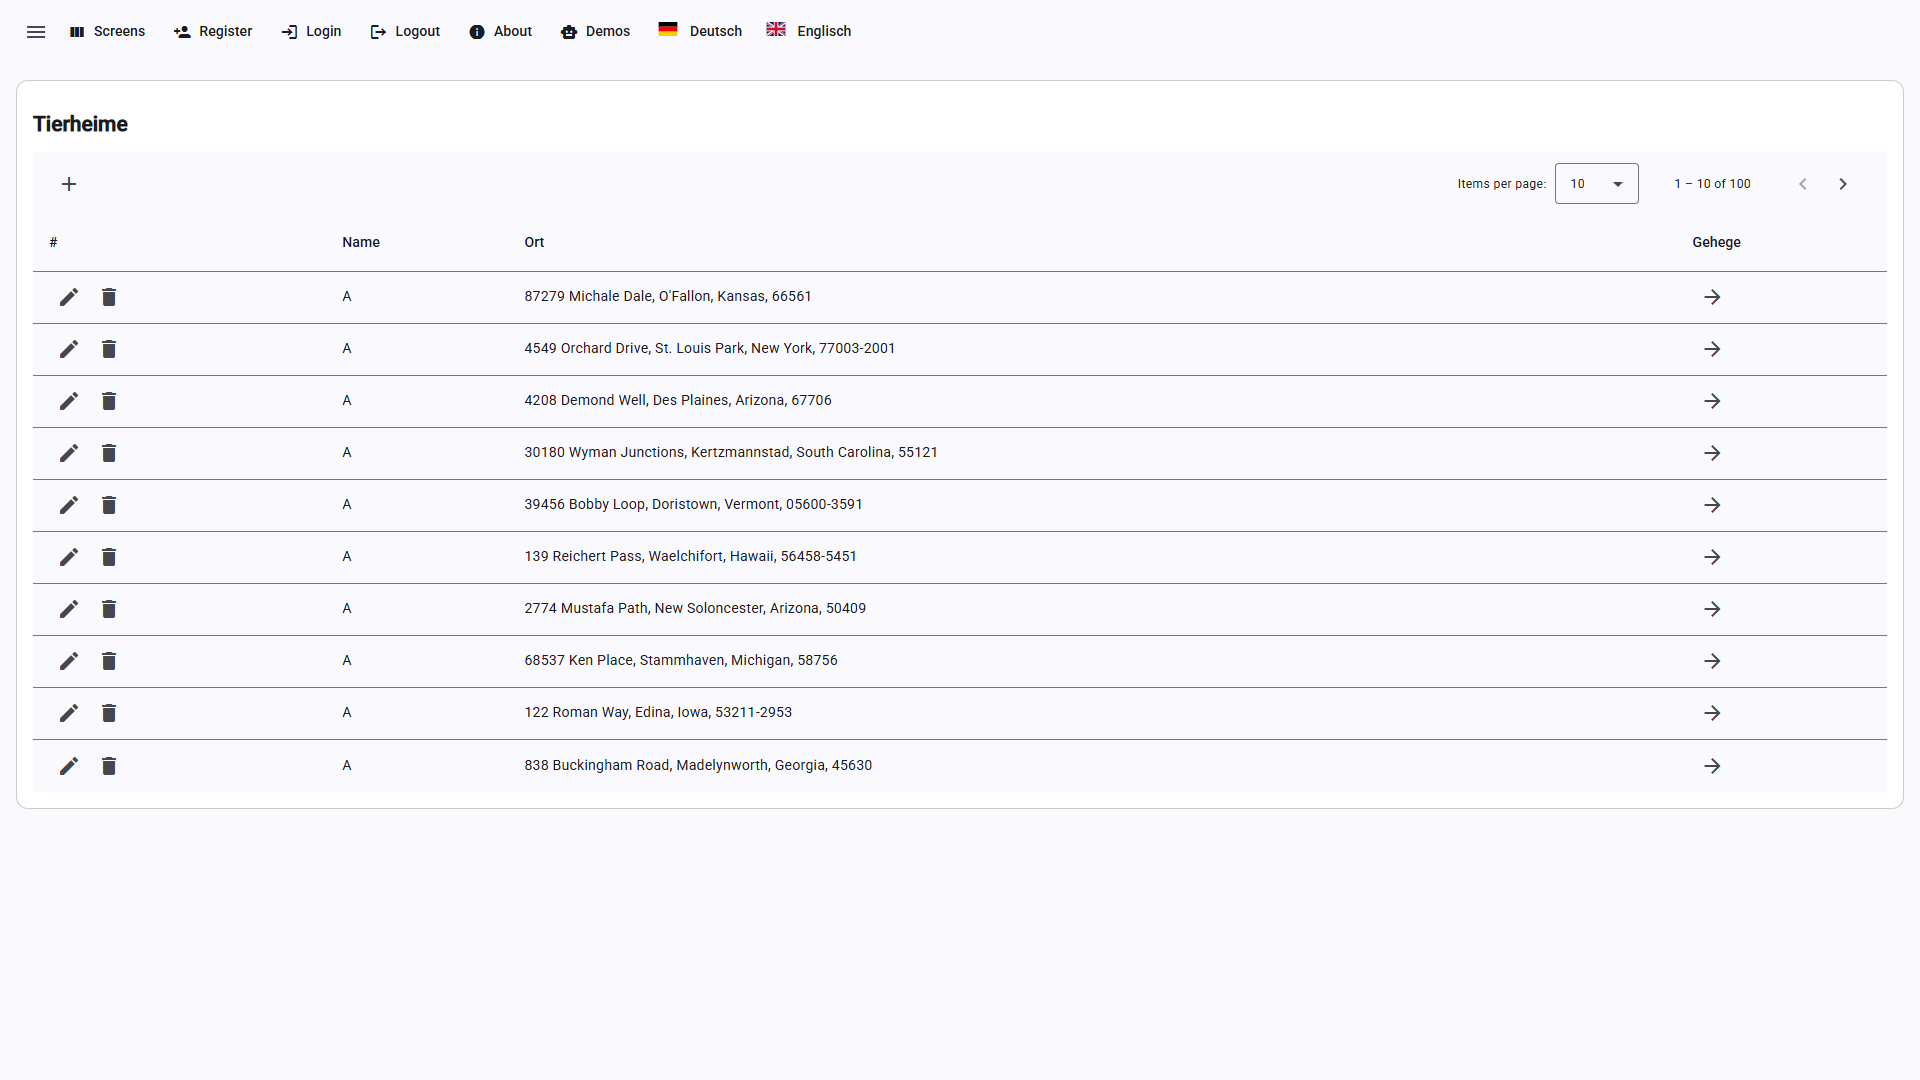 Screens Register Login Logout About Demos Deutsch Englisch
Tierheime
Items per page: 10 1 – 10 of 100
# Name Ort Gehege
A 87279 Michale Dale, O'Fallon, Kansas, 66561
A 4549 Orchard Drive, St. Louis Park, New York, 77003-2001
A 4208 Demond Well, Des Plaines, Arizona, 67706
A 30180 Wyman Junctions, Kertzmannstad, South Carolina, 55121
A 39456 Bobby Loop, Doristown, Vermont, 05600-3591
A 139 Reichert Pass, Waelchifort, Hawaii, 56458-5451
A 2774 Mustafa Path, New Soloncester, Arizona, 50409
A 68537 Ken Place, Stammhaven, Michigan, 58756
A 122 Roman Way, Edina, Iowa, 53211-2953
A 838 Buckingham Road, Madelynworth, Georgia, 45630